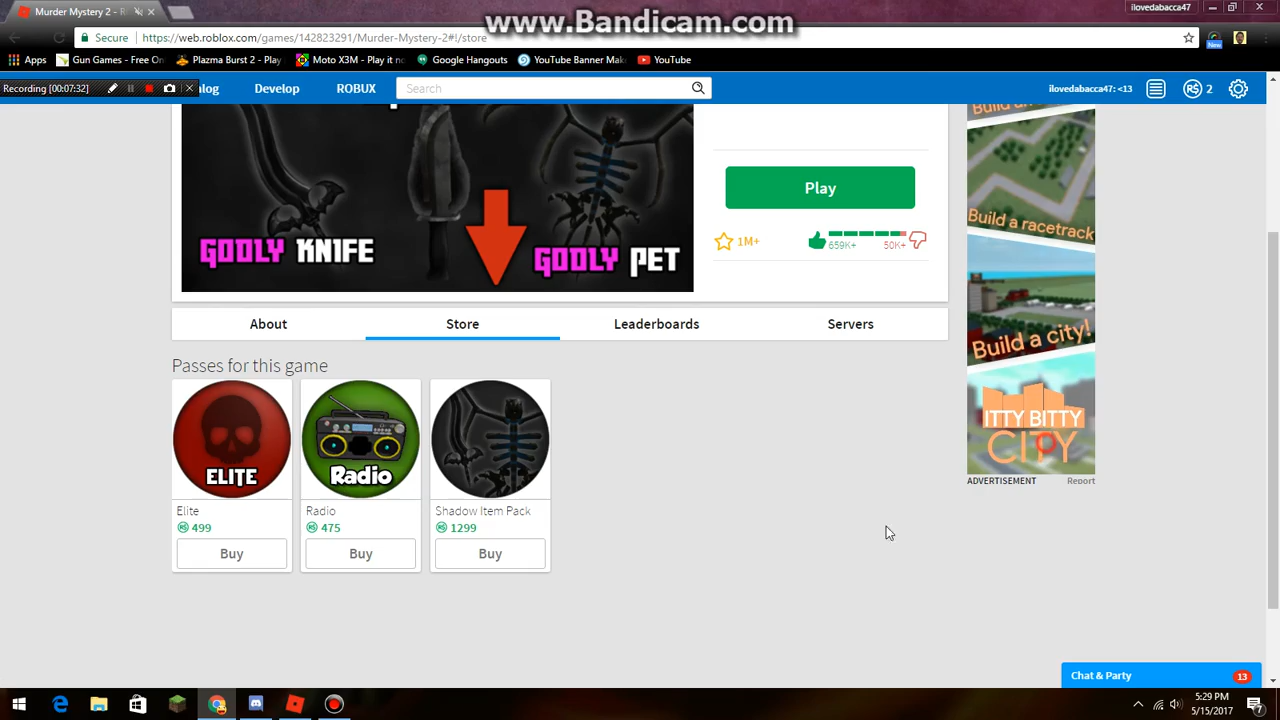 www.Bandicam.com
Murder Mystery 2 - R
ilovedabacca47
Secure
https://web.roblox.com/games/142823291/Murder-Mystery-2#!/store
New
Apps
Gun Games - Free On
Plazma Burst 2 - Play
Moto X3M - Play it no
Google Hangouts
YouTube Banner Mak
YouTube
Recording [00:07:32]
alog
Develop
ROBUX
Search
ilovedabacca47: <13
R$ 2
Build a racetrack
Build a city!
ITTY BITTY
CITY
ADVERTISEMENT
Report
GODLY KNIFE
GODLY PET
Play
1M+
659K+
50K+
About
Store
Leaderboards
Servers
Passes for this game
ELITE
Radio
Elite
Radio
Shadow Item Pack
R$ 499
R$ 475
R$ 1299
Buy
Buy
Buy
Chat & Party
13
5:29 PM
5/15/2017